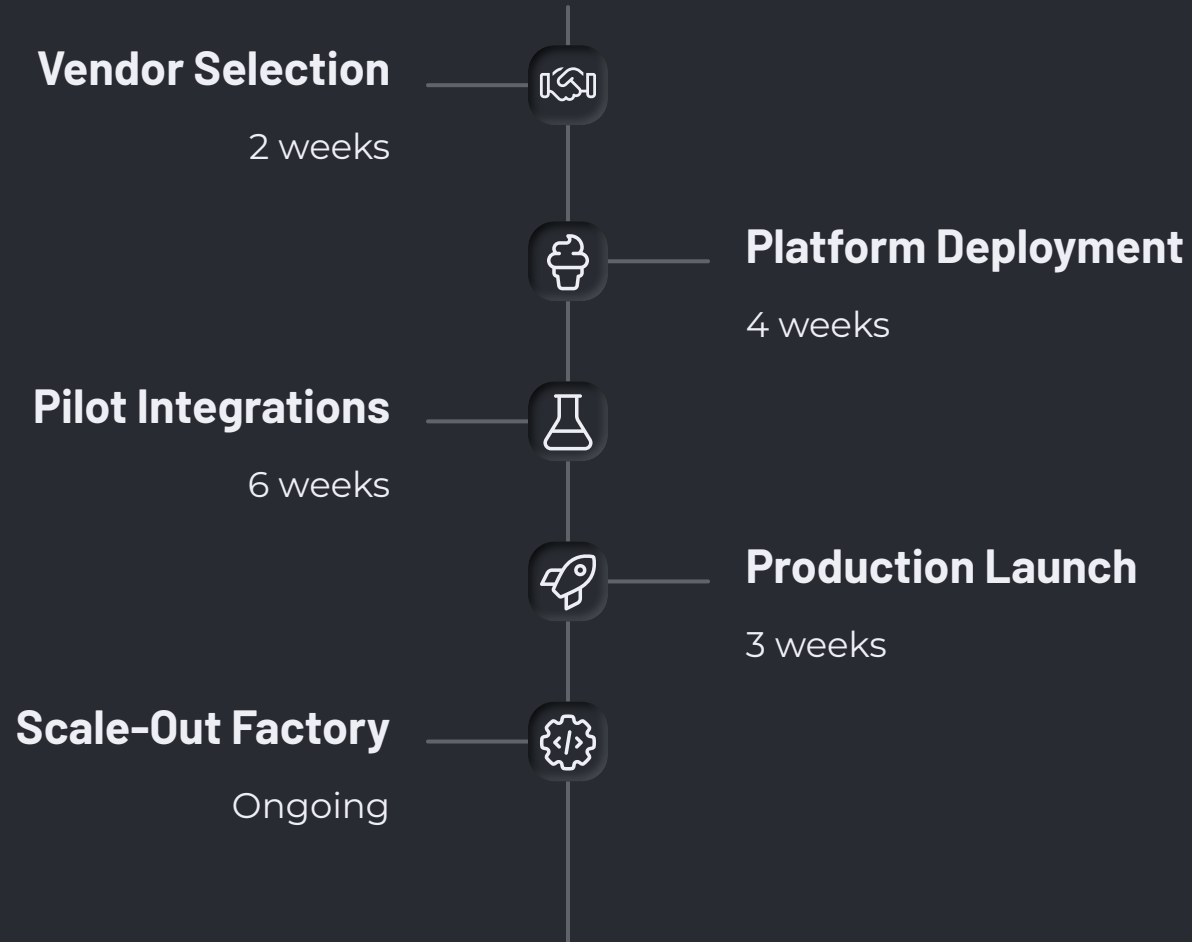 Vendor Selection
2 weeks
Platform Deployment
4 weeks
Pilot Integrations
6 weeks
Production Launch
3 weeks
Scale-Out Factory
Ongoing